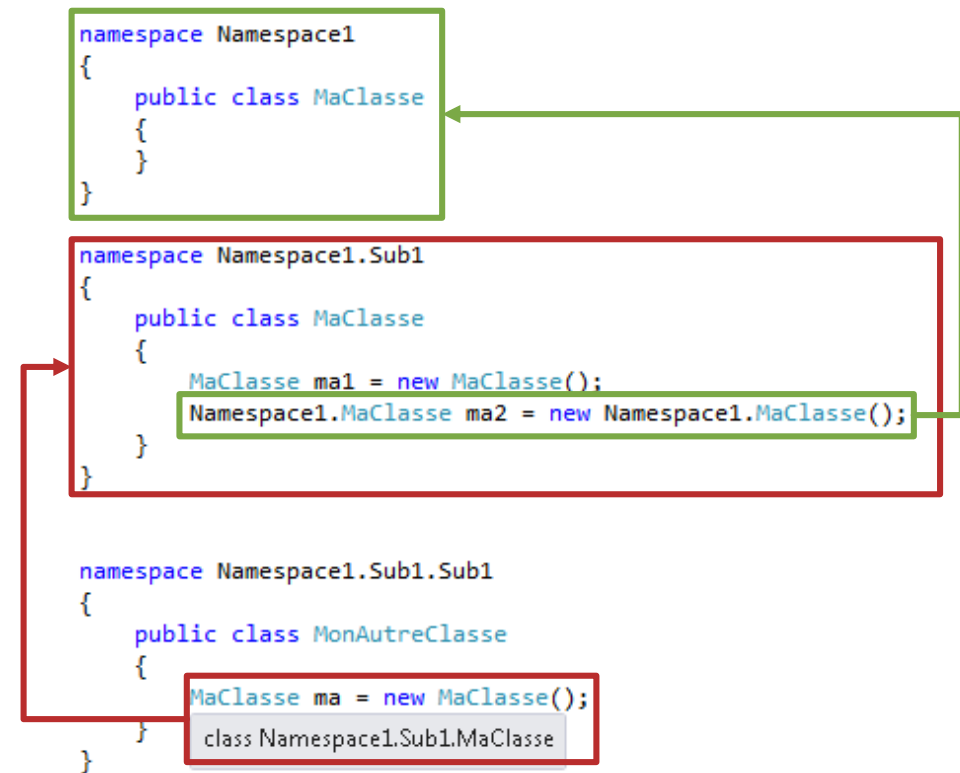 namespace Namespace1
{
    public class MaClasse
    {
    }
}
namespace Namespace1.Sub1
{
    public class MaClasse
    {
        MaClasse ma1 = new MaClasse();
        Namespace1.MaClasse ma2 = new Namespace1.MaClasse();
    }
}
namespace Namespace1.Sub1.Sub1
{
    public class MonAutreClasse
    {
        MaClasse ma = new MaClasse();
    }    class Namespace1.Sub1.MaClasse
}